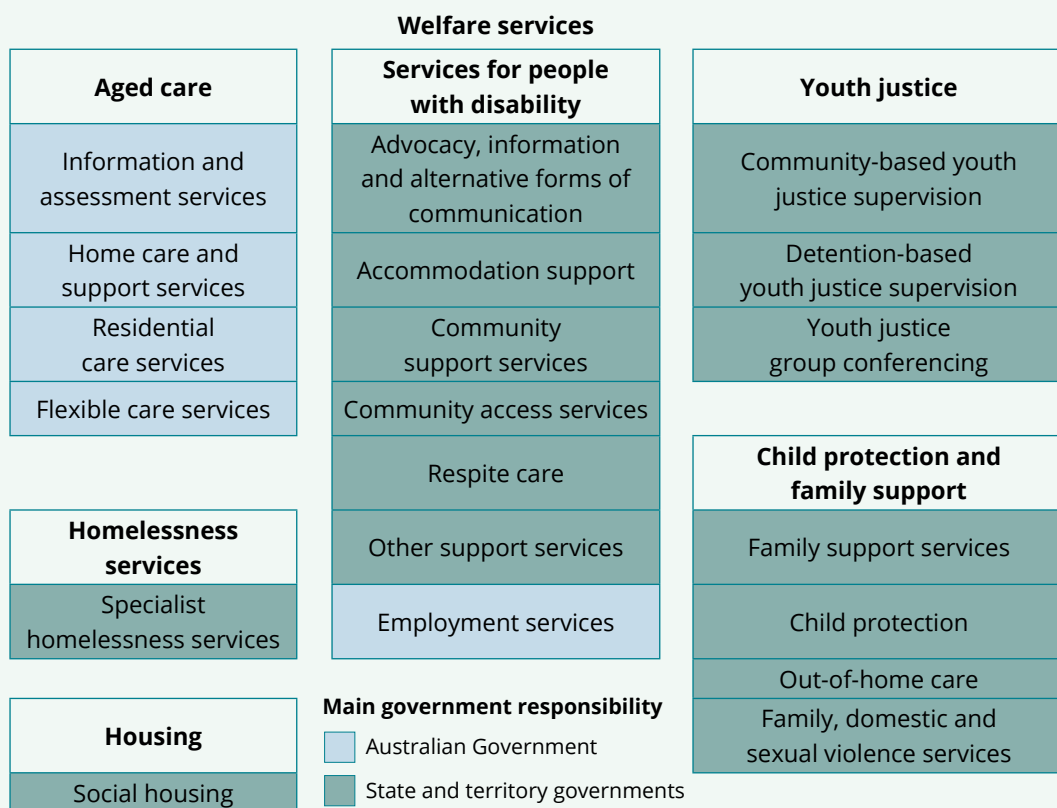 Welfare services
Aged care
Information and
assessment services
Home care and
support services
Residential
care services
Flexible care services
Homelessness
services
Specialist
homelessness services
Housing
Social housing
Services for people
with disability
Advocacy, information
and alternative forms of
communication
Accommodation support
Community
support services
Community access services
Respite care
Other support services
Employment services
Main government responsibility
Australian Government
State and territory governments
Youth justice
Community-based youth
justice supervision
Detention-based
youth justice supervision
Youth justice
group conferencing
Child protection and
family support
Family support services
Child protection
Out-of-home care
Family, domestic and
sexual violence services